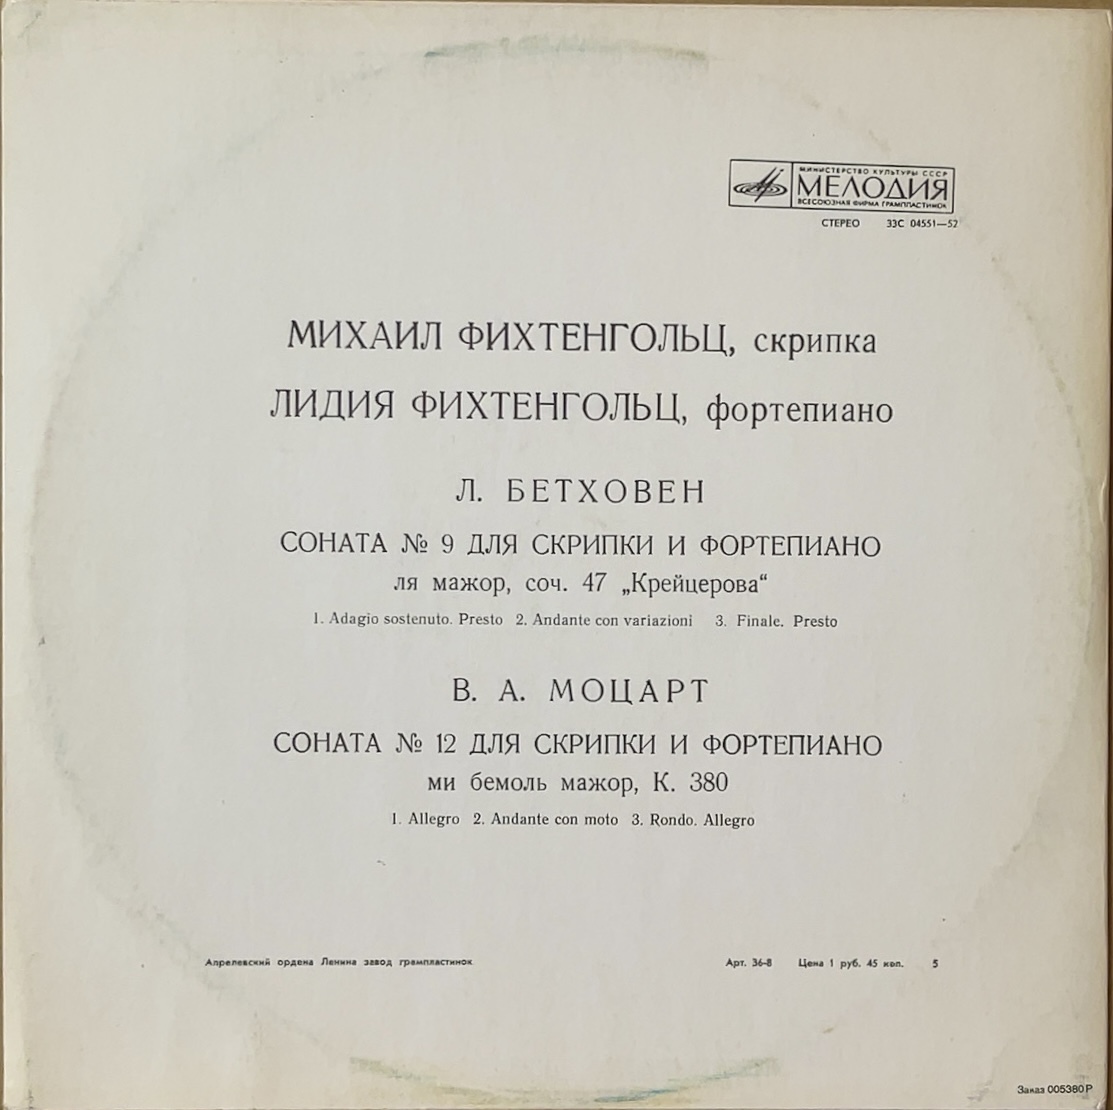 МИНИСТЕРСТВО КУЛЬТУРЫ СССР
МЕЛОДИЯ
ВСЕСОЮЗНАЯ ФИРМА ГРАМПЛАСТИНОК
СТЕРЕО 33С 04551—52
МИХАИЛ ФИХТЕНГОЛЬЦ, скрипка
ЛИДИЯ ФИХТЕНГОЛЬЦ, фортепиано
Л. БЕТХОВЕН
СОНАТА № 9 ДЛЯ СКРИПКИ И ФОРТЕПИАНО
ля мажор, соч. 47 „Крейцерова“
1. Adagio sostenuto. Presto 2. Andante con variazioni 3. Finale. Presto
В. А. МОЦАРТ
СОНАТА № 12 ДЛЯ СКРИПКИ И ФОРТЕПИАНО
ми бемоль мажор, К. 380
1. Allegro 2. Andante con moto 3. Rondo. Allegro
Апрелевский ордена Ленина завод грампластинок Арт. 36-8 Цена 1 руб. 45 коп. 5
Заказ 005380Р